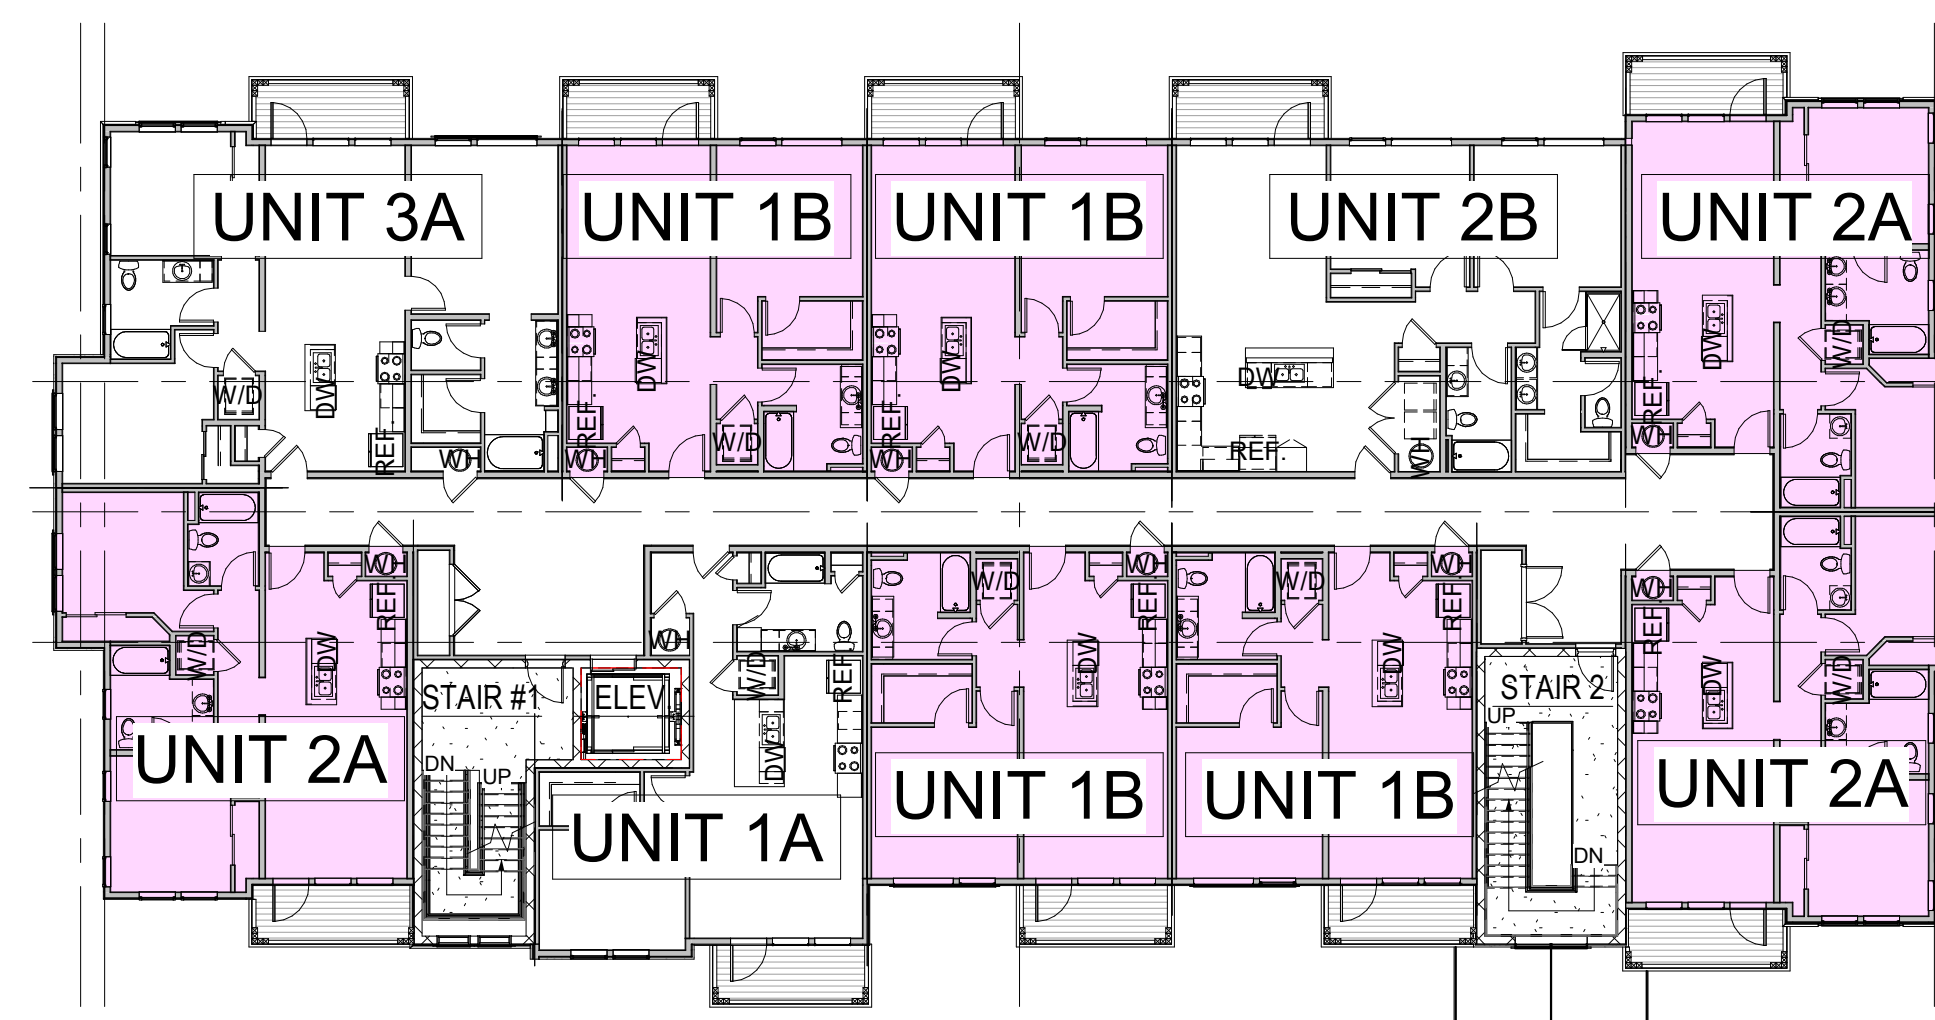 UNIT 3A
UNIT 1B
UNIT 1B
UNIT 2B
UNIT 2A
W/D
DW
REF.
WH
DW
REF.
WH
W/D
DW
REF.
WH
W/D
DW
REF.
WH
DW
REF.
WH
W/D
WH
REF.
DW
W/D
UNIT 2A
STAIR #1
DN
UP
ELEV.
WH
W/D
REF.
DW
UNIT 1A
W/D
WH
REF.
DW
UNIT 1B
W/D
WH
REF.
DW
UNIT 1B
STAIR 2
UP
DN
WH
REF.
DW
W/D
UNIT 2A